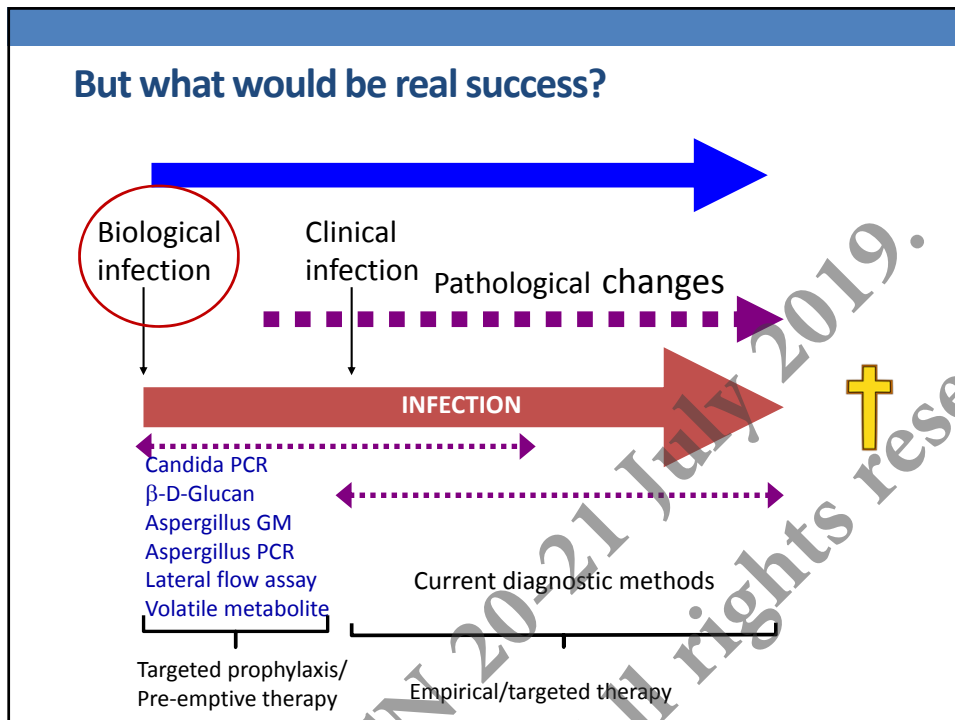 But what would be real success?
Biological
infection
Clinical
infection
Pathological changes
INFECTION
Candida PCR
β-D-Glucan
Aspergillus GM
Aspergillus PCR
Lateral flow assay
Volatile metabolite
Current diagnostic methods
Targeted prophylaxis/
Pre-emptive therapy
Empirical/targeted therapy
20-21 July 2019.
rights